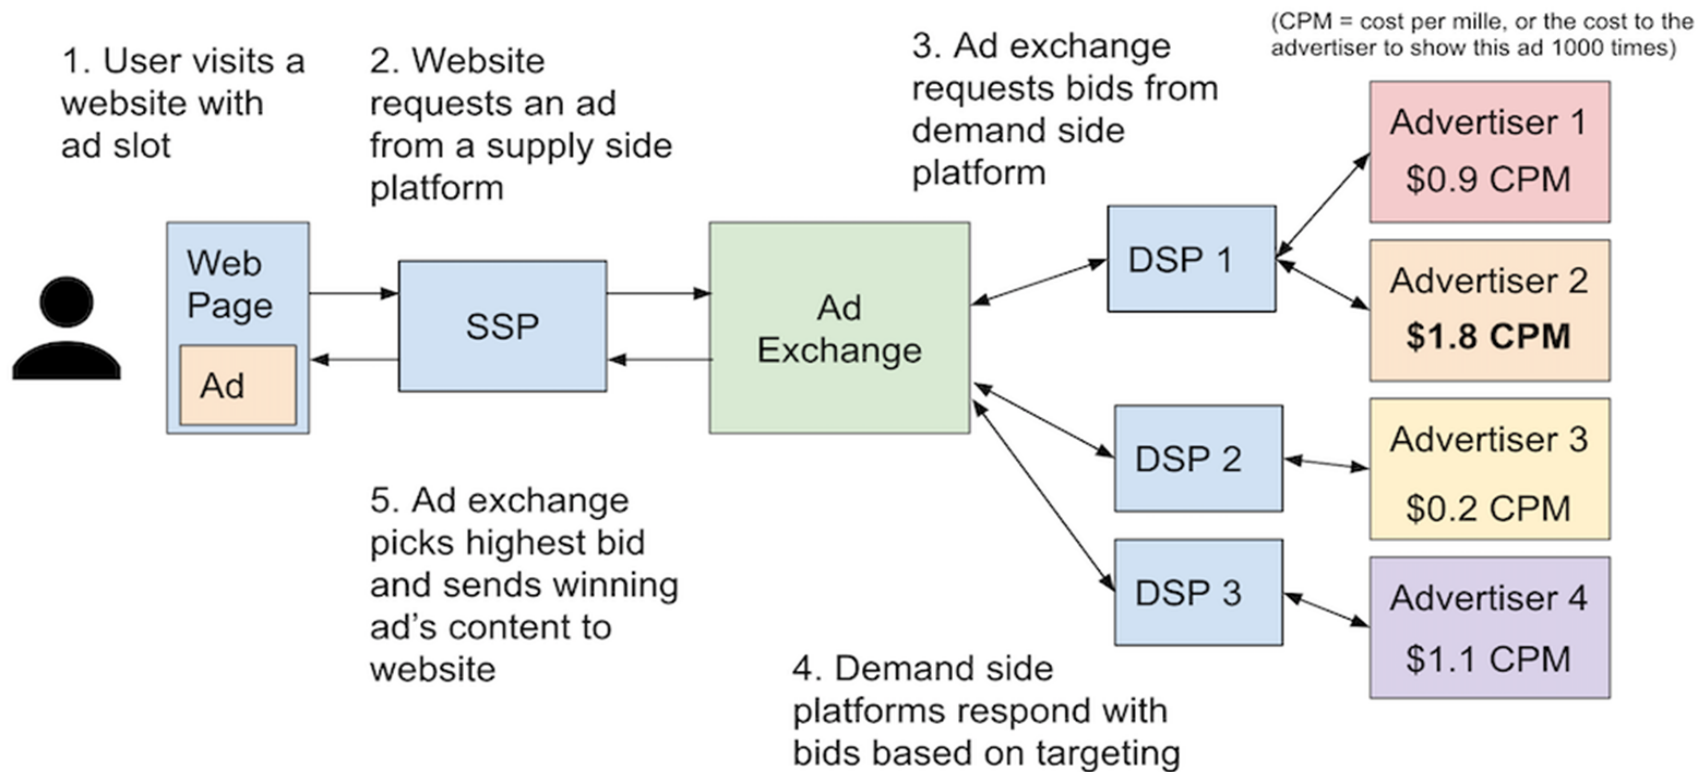 (CPM = cost per mille, or the cost to the
advertiser to show this ad 1000 times)
1. User visits a
website with
ad slot
2. Website
requests an ad
from a supply side
platform
3. Ad exchange
requests bids from
demand side
platform
Web
Page
Ad
SSP
Ad
Exchange
DSP 1
DSP 2
DSP 3
Advertiser 1
$0.9 CPM
Advertiser 2
$1.8 CPM
Advertiser 3
$0.2 CPM
Advertiser 4
$1.1 CPM
5. Ad exchange
picks highest bid
and sends winning
ad’s content to
website
4. Demand side
platforms respond with
bids based on targeting